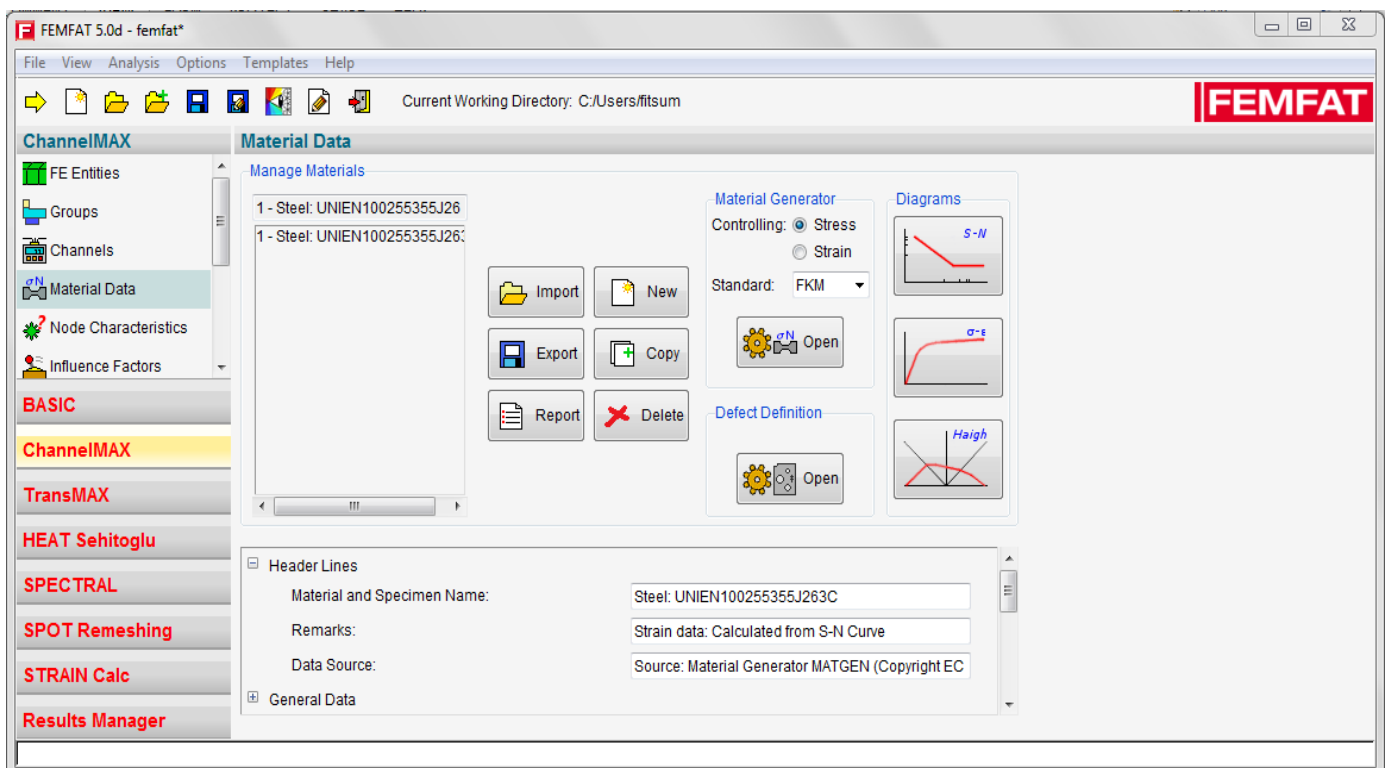 FEMFAT 5.0d - femfat*
File View Analysis Options Templates Help
Current Working Directory: C:/Users/fitsum
FEMFAT
ChannelMAX
FE Entities
Groups
Channels
σN Material Data
Node Characteristics
Influence Factors
BASIC
ChannelMAX
TransMAX
HEAT Sehitoglu
SPECTRAL
SPOT Remeshing
STRAIN Calc
Results Manager
Material Data
Manage Materials
1 - Steel: UNIEN100255355J26
1 - Steel: UNIEN100255355J263
Import
New
Export
Copy
Report
Delete
Material Generator
Controlling: Stress
Strain
Standard: FKM
σN Open
Defect Definition
Open
Diagrams
S-N
σ-ε
Haigh
Header Lines
Material and Specimen Name: Steel: UNIEN100255355J263C
Remarks: Strain data: Calculated from S-N Curve
Data Source: Source: Material Generator MATGEN (Copyright EC
General Data